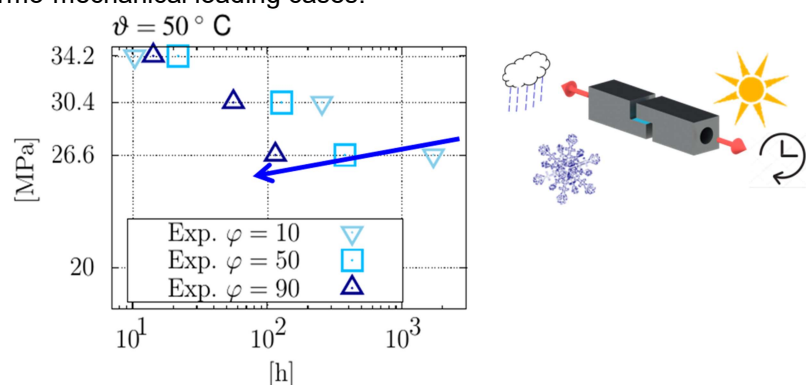 thermo-mechanical loading cases.
ϑ = 50° C
34.2
30.4
26.6
20
[MPa]
Exp. φ = 10
Exp. φ = 50
Exp. φ = 90
10¹ 10² 10³
[h]